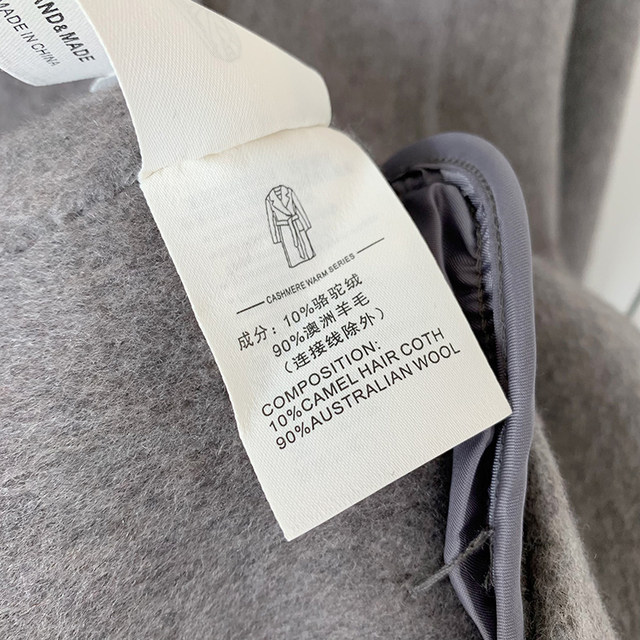 AND & MADE
MADE IN CHINA
CASHMERE WARM SERIES
成分：10%骆驼绒
90%澳洲羊毛
（连接线除外）
COMPOSITION:
10%CAMEL HAIR COTH
90%AUSTRALIAN WOOL